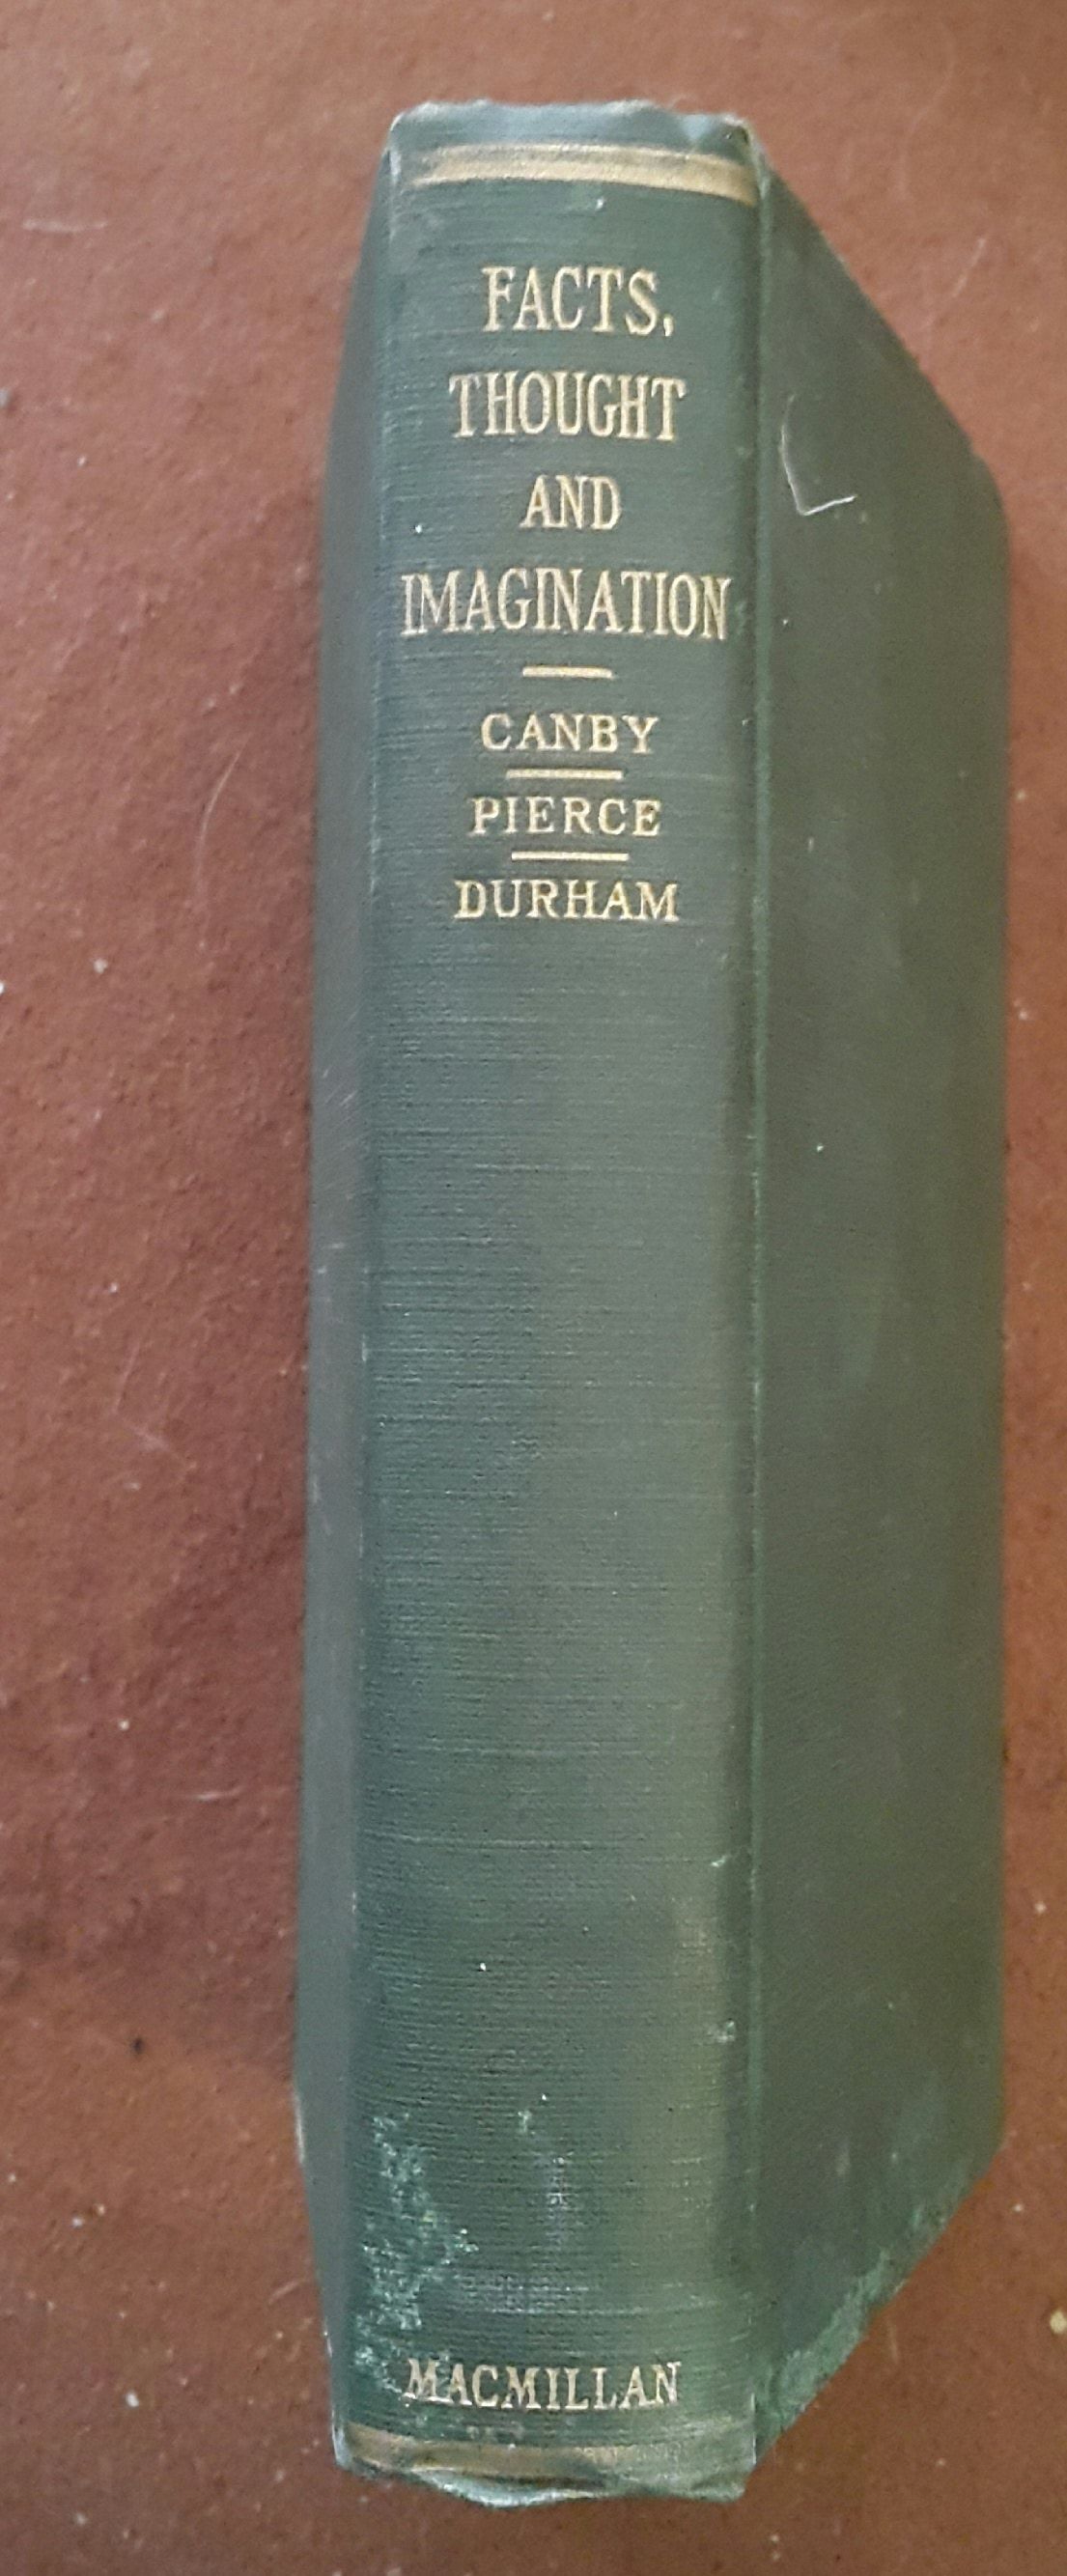 FACTS,
THOUGHT
AND
IMAGINATION
CANBY
PIERCE
DURHAM
MACMILLAN